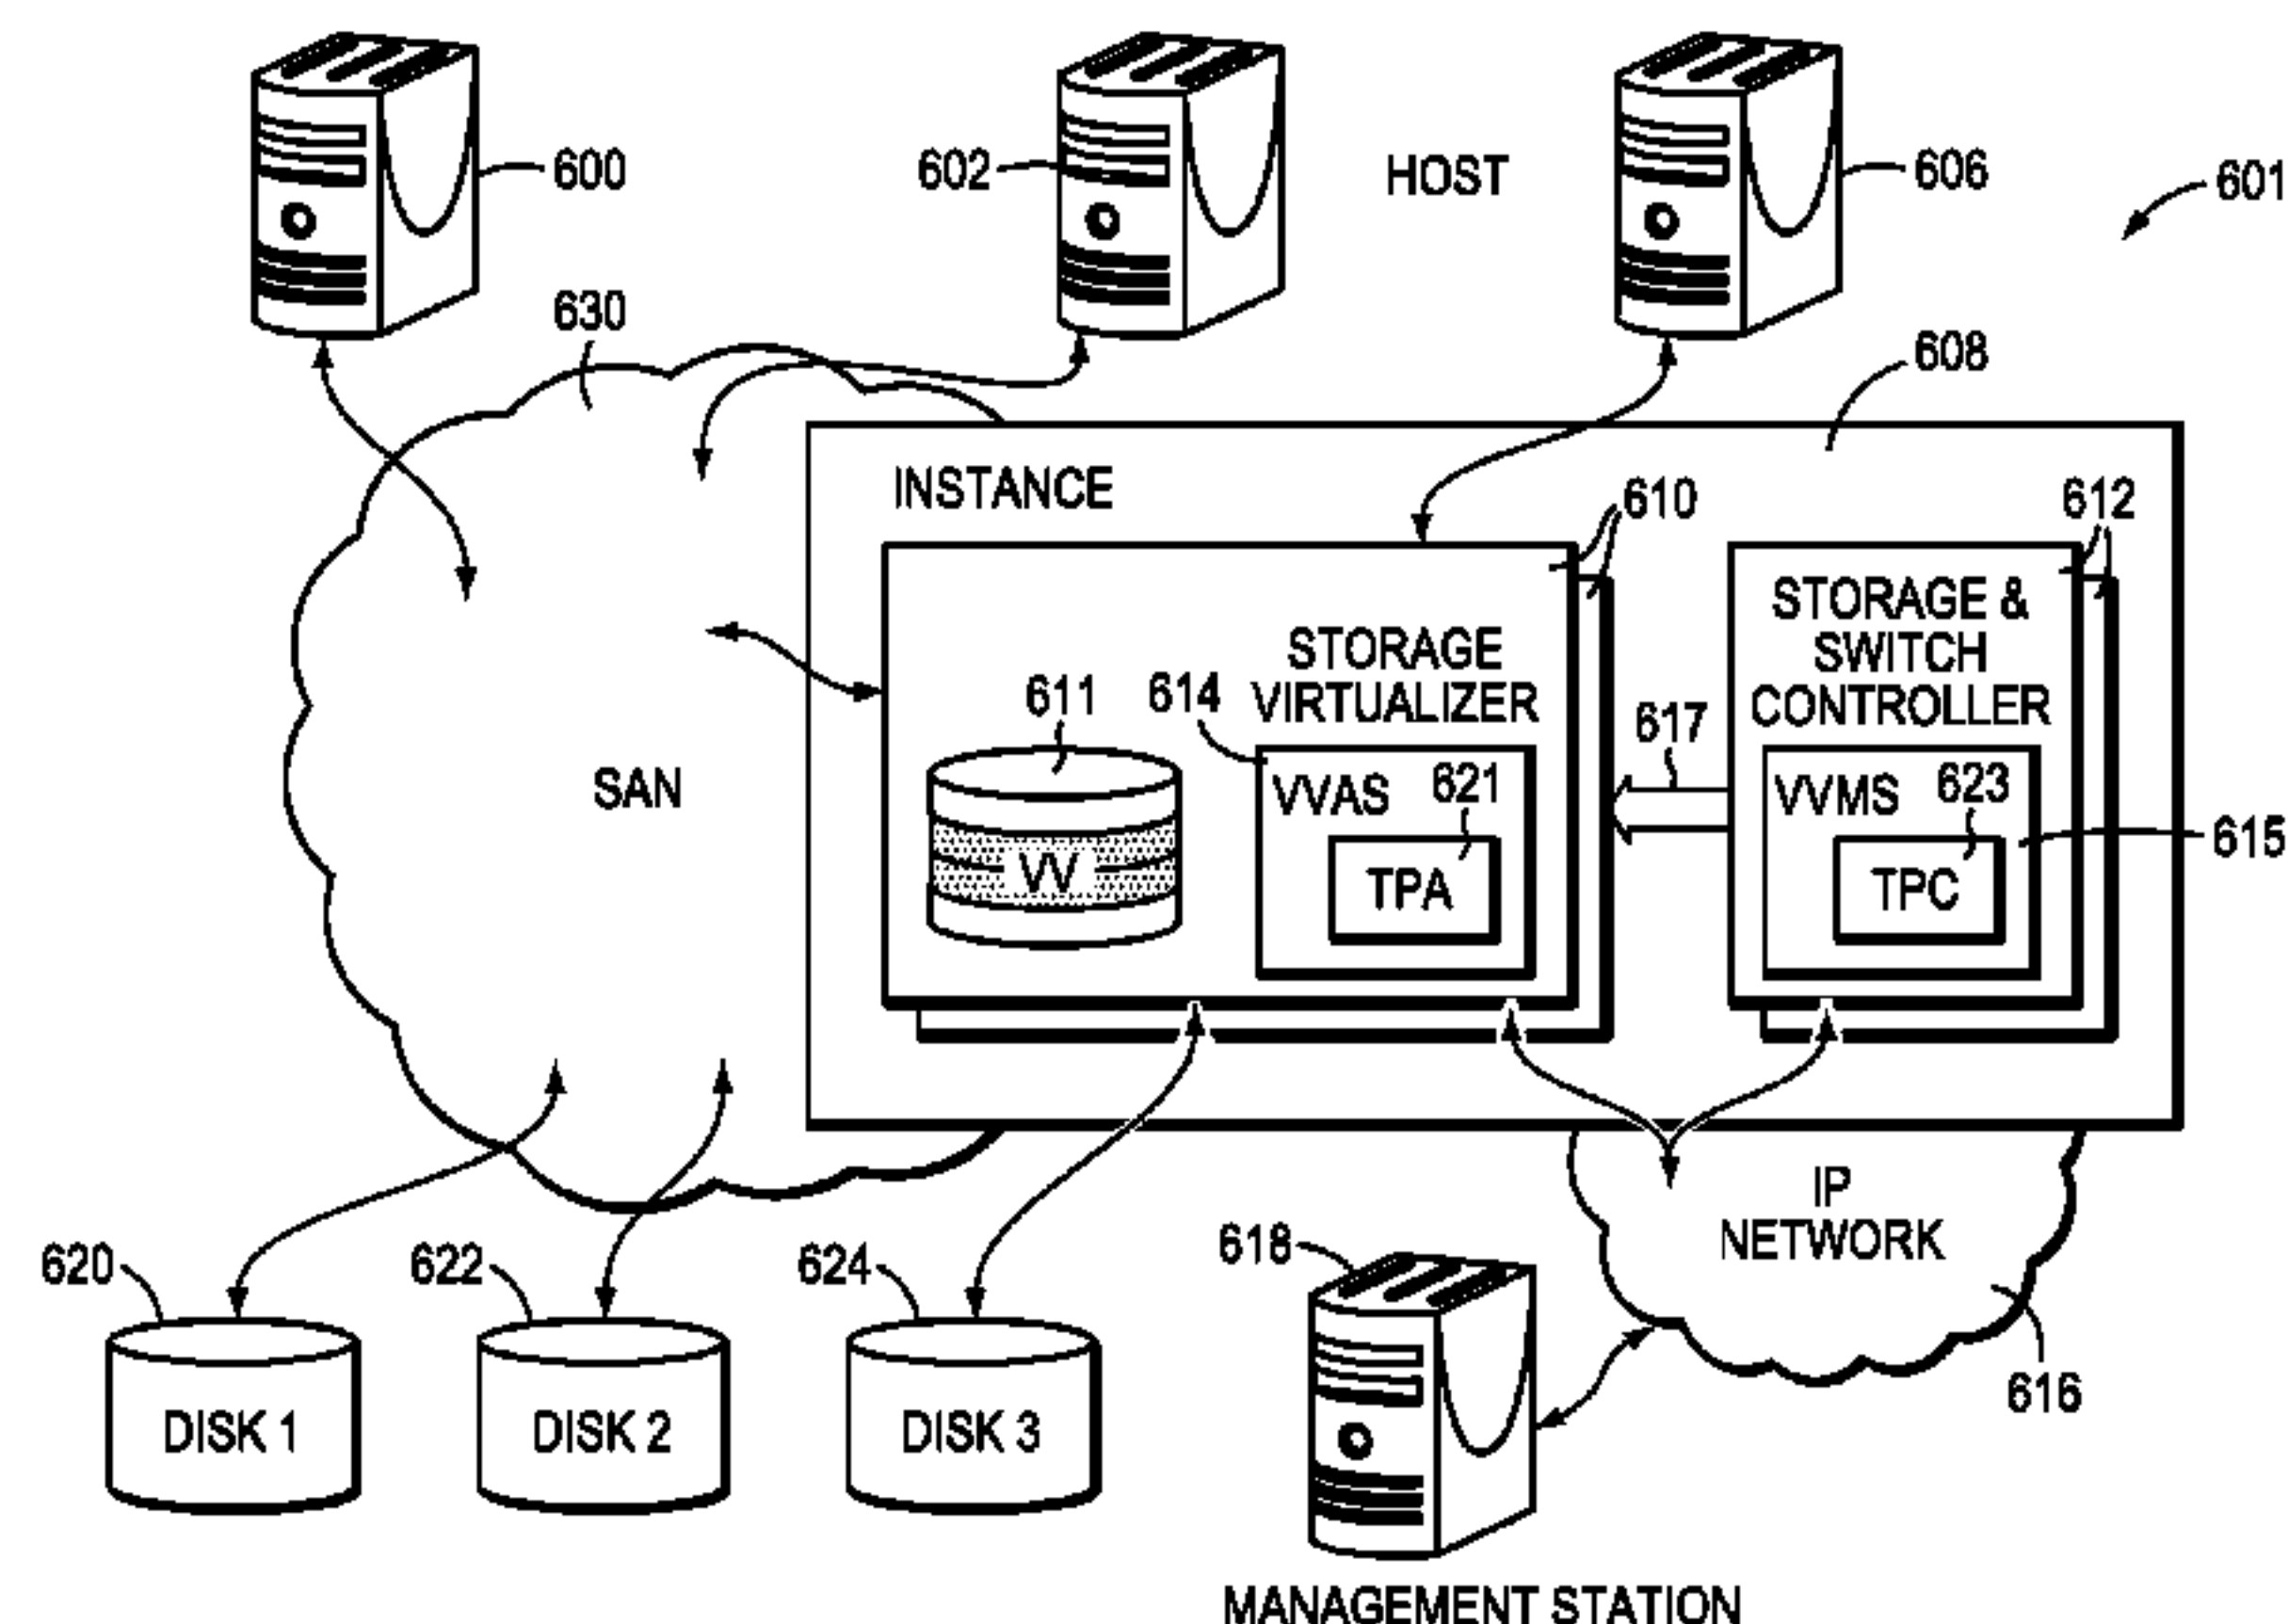 600
602
HOST
606
601
630
608
INSTANCE
610
612
STORAGE
VIRTUALIZER
STORAGE &
SWITCH
CONTROLLER
611
614
617
SAN
VVAS
621
VVMS
623
615
W
TPA
TPC
IP
NETWORK
620
622
624
618
616
DISK 1
DISK 2
DISK 3
MANAGEMENT STATION